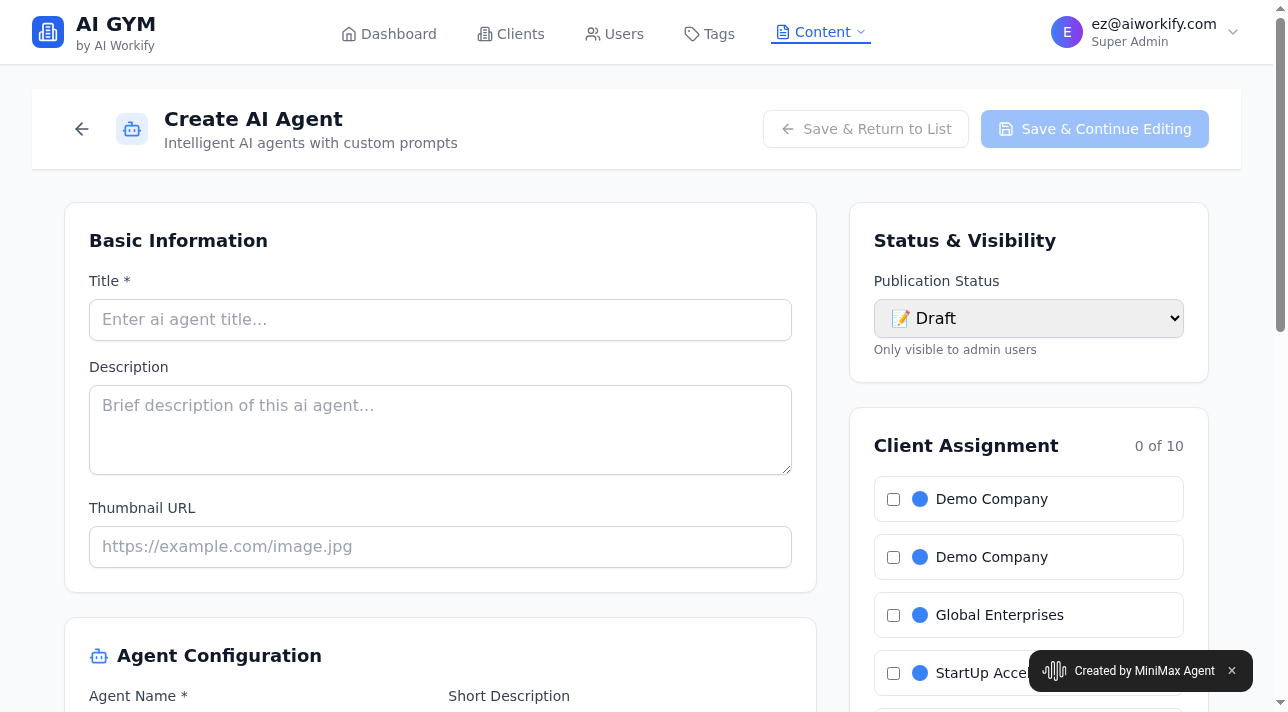 AI GYM
by AI Workify
Dashboard
Clients
Users
Tags
Content
E
ez@aiworkify.com
Super Admin
Create AI Agent
Intelligent AI agents with custom prompts
Save & Return to List
Save & Continue Editing
Basic Information
Title *
Enter ai agent title...
Description
Brief description of this ai agent...
Thumbnail URL
https://example.com/image.jpg
Agent Configuration
Agent Name *
Short Description
Status & Visibility
Publication Status
📝 Draft
Only visible to admin users
Client Assignment
0 of 10
Demo Company
Demo Company
Global Enterprises
StartUp Accel
Created by MiniMax Agent
×